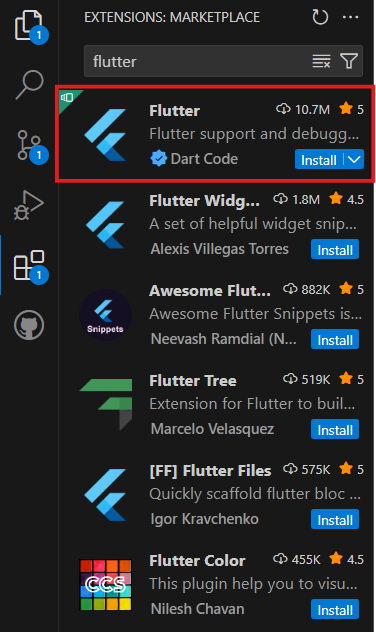 EXTENSIONS: MARKETPLACE
1
flutter
Flutter 10.7M 5
Flutter support and debugg...
Dart Code Install
1
Flutter Widg... 1.8M 4.5
A set of helpful widget snip...
Alexis Villegas Torres Install
1
Awesome Flut... 882K 5
Awesome Flutter Snippets is...
Snippets
Neevash Ramdial (N... Install
Flutter Tree 519K 5
Extension for Flutter to buil...
Marcelo Velasquez Install
[FF] Flutter Files 575K 5
Quickly scaffold flutter bloc ...
Igor Kravchenko Install
Flutter Color 455K 4.5
CCS
This plugin help you to visu...
Nilesh Chavan Install